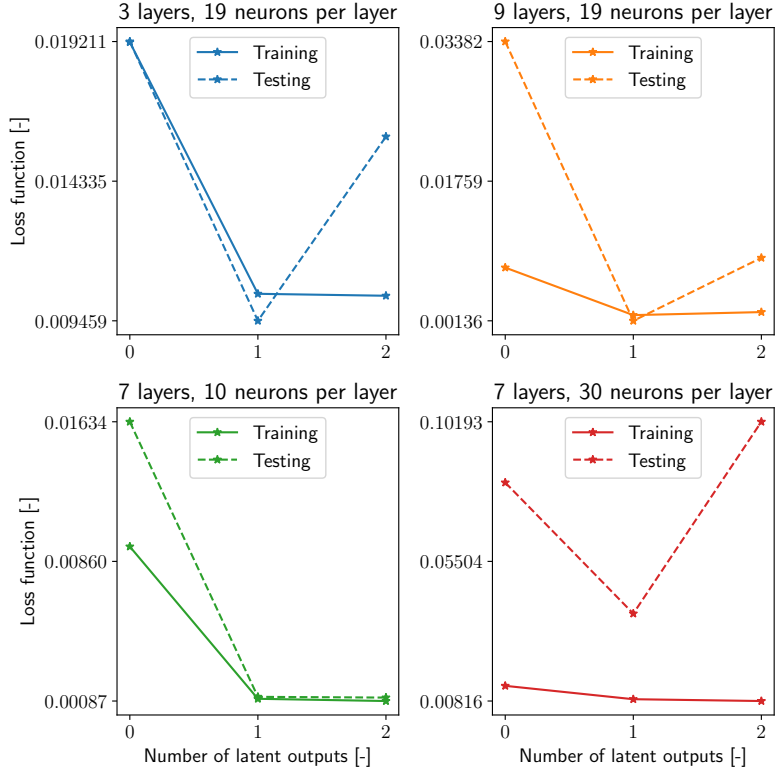 3 layers, 19 neurons per layer
0.019211
0.014335
0.009459
Loss function [-]
Training
Testing
0
1
2
9 layers, 19 neurons per layer
0.03382
0.01759
0.00136
Training
Testing
0
1
2
7 layers, 10 neurons per layer
0.01634
0.00860
0.00087
Loss function [-]
Training
Testing
0
1
2
Number of latent outputs [-]
7 layers, 30 neurons per layer
0.10193
0.05504
0.00816
Training
Testing
0
1
2
Number of latent outputs [-]